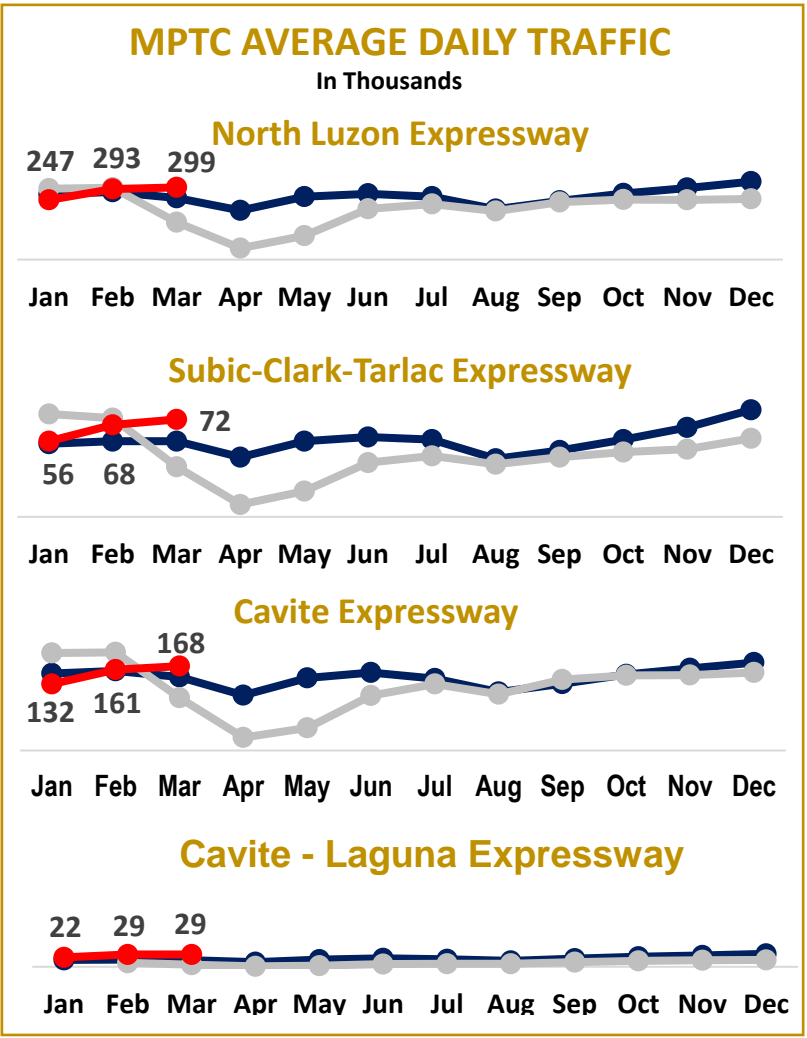 MPTC AVERAGE DAILY TRAFFIC
In Thousands
North Luzon Expressway
247 293 299
Jan Feb Mar Apr May Jun Jul Aug Sep Oct Nov Dec
Subic-Clark-Tarlac Expressway
72
56 68
Jan Feb Mar Apr May Jun Jul Aug Sep Oct Nov Dec
Cavite Expressway
168
132 161
Jan Feb Mar Apr May Jun Jul Aug Sep Oct Nov Dec
Cavite - Laguna Expressway
22 29 29
Jan Feb Mar Apr May Jun Jul Aug Sep Oct Nov Dec